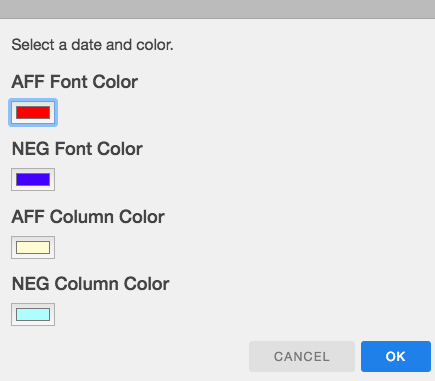 Select a date and color.
AFF Font Color
NEG Font Color
AFF Column Color
NEG Column Color
CANCEL
OK